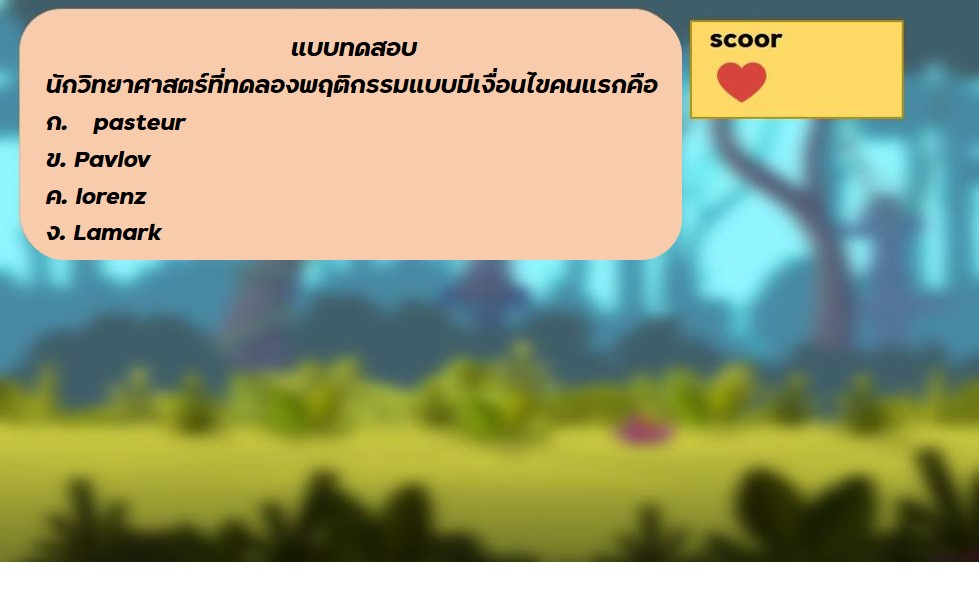 แบบทดสอบ
นักวิทยาศาสตร์ที่ทดลองพฤติกรรมแบบมีเงื่อนไขคนแรกคือ
ก. pasteur
ข. Pavlov
ค. lorenz
ง. Lamark
scoor